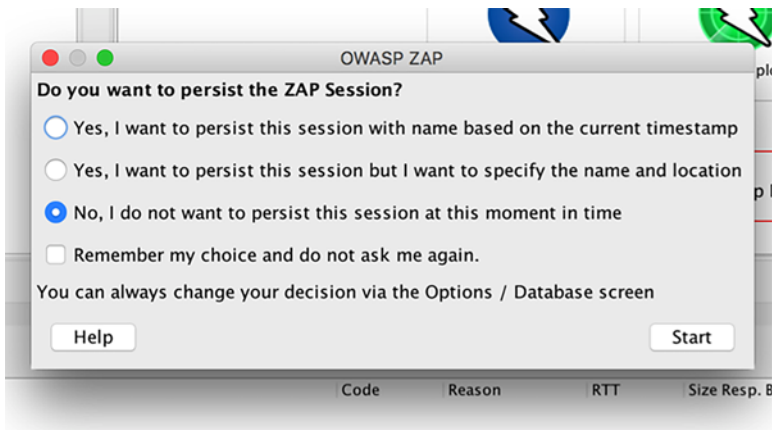 OWASP ZAP
Do you want to persist the ZAP Session?
Yes, I want to persist this session with name based on the current timestamp
Yes, I want to persist this session but I want to specify the name and location
No, I do not want to persist this session at this moment in time
Remember my choice and do not ask me again.
You can always change your decision via the Options / Database screen
Help
Start
Code Reason RTT Size Resp. B